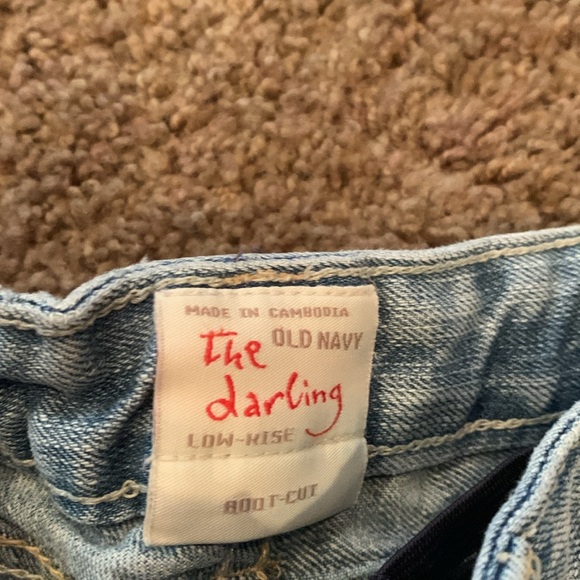 MADE IN CAMBODIA
The OLD NAVY
darling
LOW-RISE
BOOT-CUT